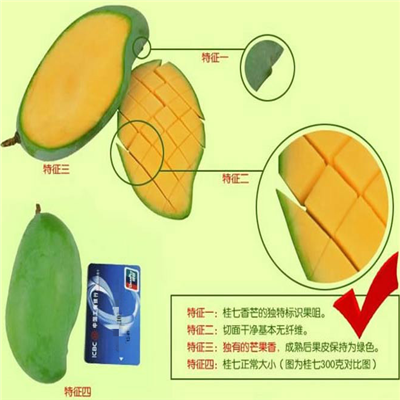 特征一
特征三
特征二
特征四
ICBC
特征一：桂七香芒的独特标识果咀。
特征二：切面干净基本无纤维。
特征三：独有的芒果香，成熟后果皮保持为绿色。
特征四：桂七正常大小（图为桂七300克对比图）